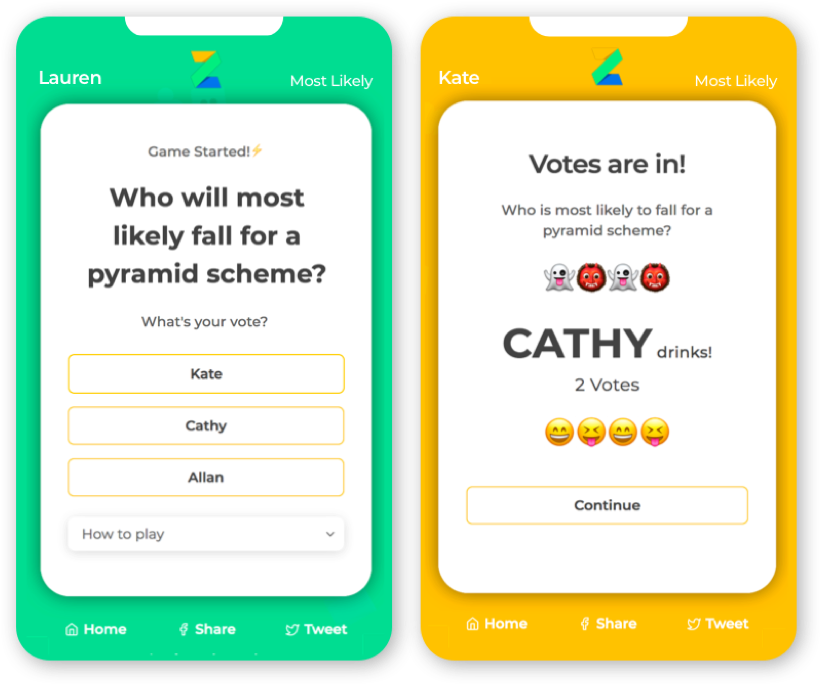 Lauren
Most Likely
Game Started!⚡
Who will most
likely fall for a
pyramid scheme?
What's your vote?
Kate
Cathy
Allan
How to play
Home
Share
Tweet
Kate
Most Likely
Votes are in!
Who is most likely to fall for a
pyramid scheme?
👻👹👻👹
CATHY drinks!
2 Votes
😄😝😄😝
Continue
Home
Share
Tweet